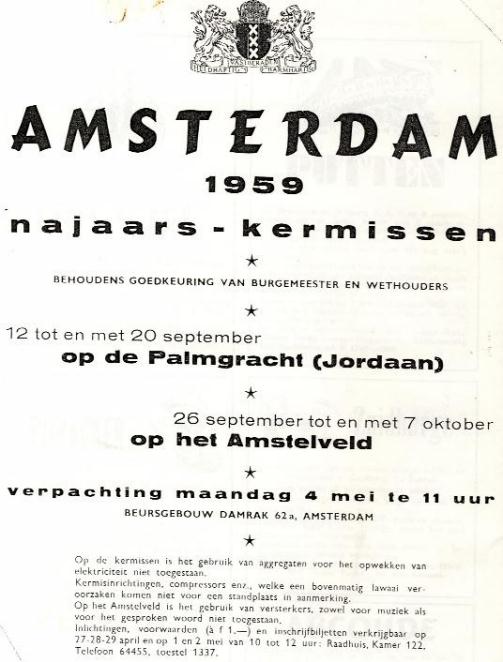 HELDHAFTIG VASTBERADEN BARMHARTIG
AMSTERDAM
1959
najaars - kermissen
BEHOUDENS GOEDKEURING VAN BURGEMEESTER EN WETHOUDERS
12 tot en met 20 september
op de Palmgracht (Jordaan)
26 september tot en met 7 oktober
op het Amstelveld
verpachting maandag 4 mei te 11 uur
BEURSGEBOUW DAMRAK 62a, AMSTERDAM
Op de kermissen is het gebruik van aggregaten voor het opwekken van
elektriciteit niet toegestaan.
Kermisinrichtingen, compressors enz., welke een bovenmatig lawaai ver-
oorzaken komen niet voor een standplaats in aanmerking.
Op het Amstelveld is het gebruik van versterkers, zowel voor muziek als
voor het gesproken woord niet toegestaan.
Inlichtingen, voorwaarden (à f 1.—) en inschrijfbiljetten verkrijgbaar op
27-28-29 april en op 1 en 2 mei van 10 tot 12 uur: Raadhuis, Kamer 122,
Telefoon 64455, toestel 1337.